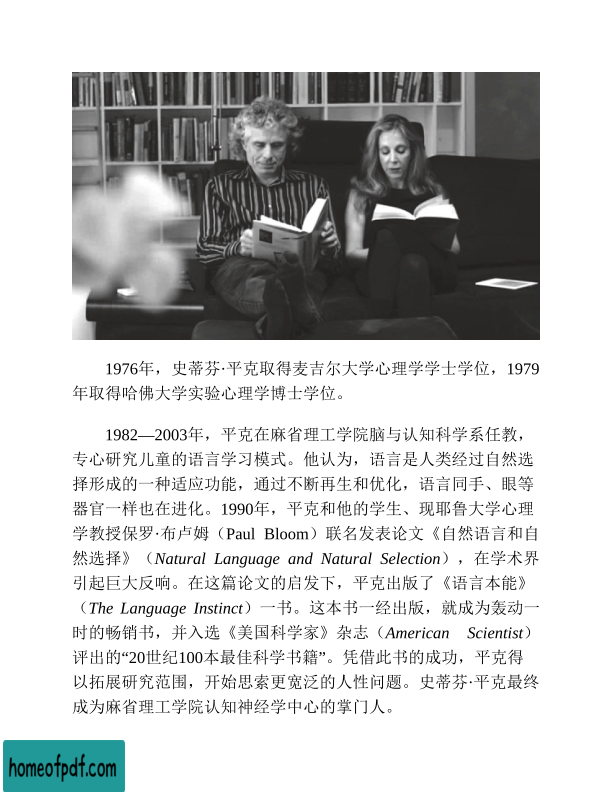 1976年，史蒂芬·平克取得麦吉尔大学心理学学士学位，1979
年取得哈佛大学实验心理学博士学位。
1982—2003年，平克在麻省理工学院脑与认知科学系任教，
专心研究儿童的语言学习模式。他认为，语言是人类经过自然选
择形成的一种适应功能，通过不断再生和优化，语言同手、眼等
器官一样也在进化。1990年，平克和他的学生、现耶鲁大学心理
学教授保罗·布卢姆（Paul Bloom）联名发表论文《自然语言和自
然选择》（Natural Language and Natural Selection），在学术界
引起巨大反响。在这篇论文的启发下，平克出版了《语言本能》
（The Language Instinct）一书。这本书一经出版，就成为轰动一
时的畅销书，并入选《美国科学家》杂志（American Scientist）
评出的“20世纪100本最佳科学书籍”。凭借此书的成功，平克得
以拓展研究范围，开始思索更宽泛的人性问题。史蒂芬·平克最终
成为麻省理工学院认知神经学中心的掌门人。
homeofpdf.com